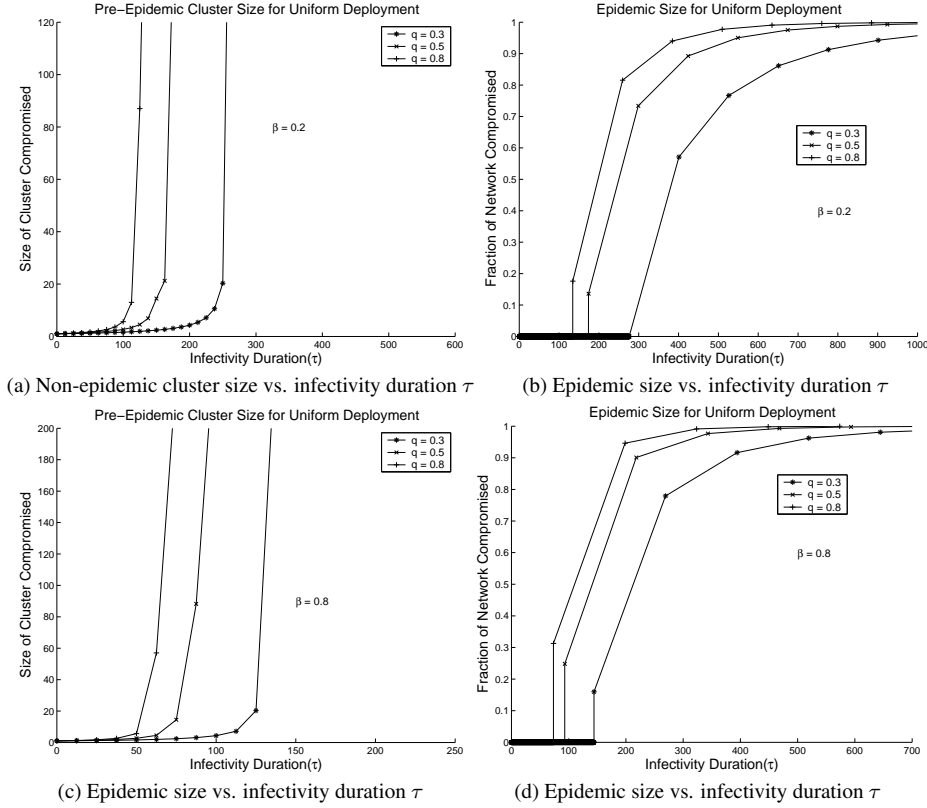 Pre-Epidemic Cluster Size for Uniform Deployment
120
100
80
60
40
20
0
Size of Cluster Compromised
q = 0.3
q = 0.5
q = 0.8
β = 0.2
0 100 200 300 400 500 600
Infectivity Duration(τ)
(a) Non-epidemic cluster size vs. infectivity duration τ
Epidemic Size for Uniform Deployment
1
0.9
0.8
0.7
0.6
0.5
0.4
0.3
0.2
0.1
0
Fraction of Network Compromised
q = 0.3
q = 0.5
q = 0.8
β = 0.2
0 100 200 300 400 500 600 700 800 900 1000
Infectivity Duration(τ)
(b) Epidemic size vs. infectivity duration τ
Pre-Epidemic Cluster Size for Uniform Deployment
200
180
160
140
120
100
80
60
40
20
0
Size of Cluster Compromised
q = 0.3
q = 0.5
q = 0.8
β = 0.8
0 50 100 150 200 250
Infectivity Duration(τ)
(c) Epidemic size vs. infectivity duration τ
Epidemic Size for Uniform Deployment
1
0.9
0.8
0.7
0.6
0.5
0.4
0.3
0.2
0.1
0
Fraction of Network Compromised
q = 0.3
q = 0.5
q = 0.8
β = 0.8
0 100 200 300 400 500 600 700
Infectivity Duration(τ)
(d) Epidemic size vs. infectivity duration τ